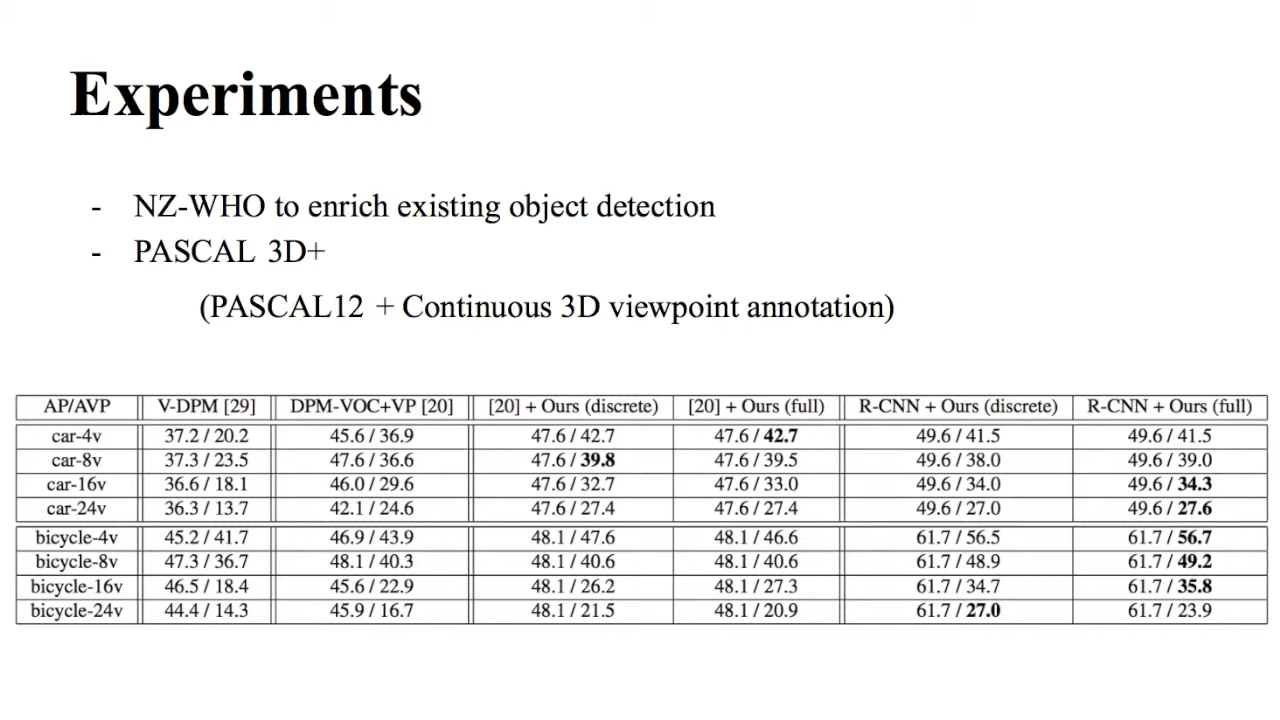 Experiments
- NZ-WHO to enrich existing object detection
- PASCAL 3D+
(PASCAL12 + Continuous 3D viewpoint annotation)
AP/AVP V-DPM [29] DPM-VOC+VP [20] [20] + Ours (discrete) [20] + Ours (full) R-CNN + Ours (discrete) R-CNN + Ours (full)
car-4v 37.2 / 20.2 45.6 / 36.9 47.6 / 42.7 47.6 / 42.7 49.6 / 41.5 49.6 / 41.5
car-8v 37.3 / 23.5 47.6 / 36.6 47.6 / 39.8 47.6 / 39.5 49.6 / 38.0 49.6 / 39.0
car-16v 36.6 / 18.1 46.0 / 29.6 47.6 / 32.7 47.6 / 33.0 49.6 / 34.0 49.6 / 34.3
car-24v 36.3 / 13.7 42.1 / 24.6 47.6 / 27.4 47.6 / 27.4 49.6 / 27.0 49.6 / 27.6
bicycle-4v 45.2 / 41.7 46.9 / 43.9 48.1 / 47.6 48.1 / 46.6 61.7 / 56.5 61.7 / 56.7
bicycle-8v 47.3 / 36.7 48.1 / 40.3 48.1 / 40.6 48.1 / 40.6 61.7 / 48.9 61.7 / 49.2
bicycle-16v 46.5 / 18.4 45.6 / 22.9 48.1 / 26.2 48.1 / 27.3 61.7 / 34.7 61.7 / 35.8
bicycle-24v 44.4 / 14.3 45.9 / 16.7 48.1 / 21.5 48.1 / 20.9 61.7 / 27.0 61.7 / 23.9